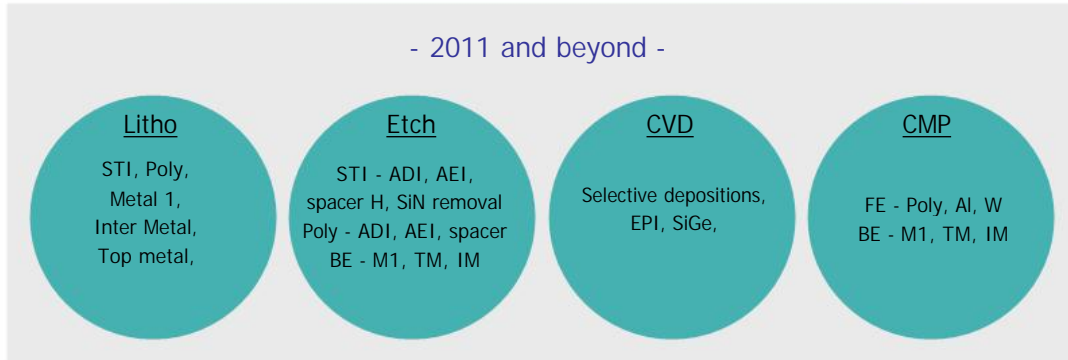 - 2011 and beyond -
Litho
STI, Poly,
Metal 1,
Inter Metal,
Top metal,
Etch
STI - ADI, AEI,
spacer H, SiN removal
Poly - ADI, AEI, spacer
BE - M1, TM, IM
CVD
Selective depositions,
EPI, SiGe,
CMP
FE - Poly, Al, W
BE - M1, TM, IM